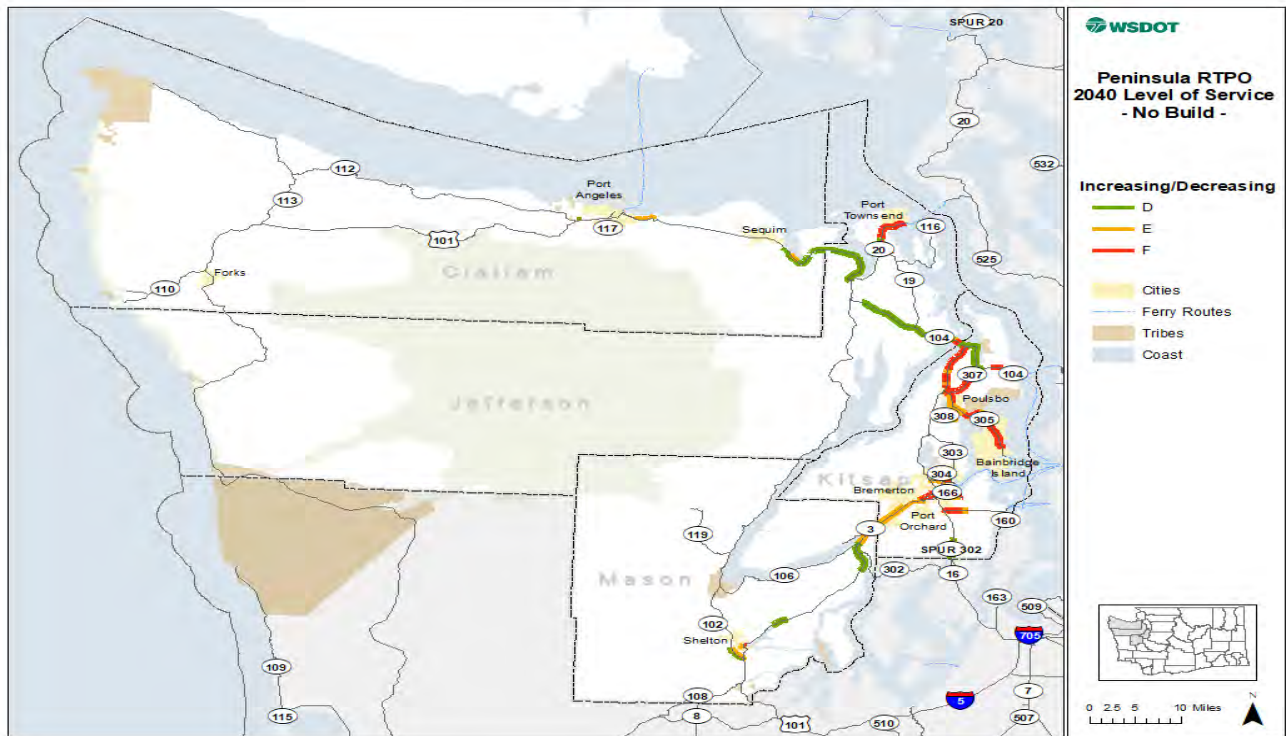 SPUR 20
20
532
112
113
Port
Angeles
117
101
Port
Townsend
116
20
525
Sequim
Clallam
Forks
110
19
104
307
104
Jefferson
Poulsbo
308
305
303
Bainbridge
Island
304
Kitsap
Bremerton
166
Port
Orchard
160
3
119
SPUR 302
106
302
16
Mason
163
509
102
Shelton
705
109
108
5
7
115
8
101
510
507
WSDOT
Peninsula RTPO
2040 Level of Service
- No Build -
Increasing/Decreasing
D
E
F
Cities
Ferry Routes
Tribes
Coast
N
0 2.5 5 10 Miles